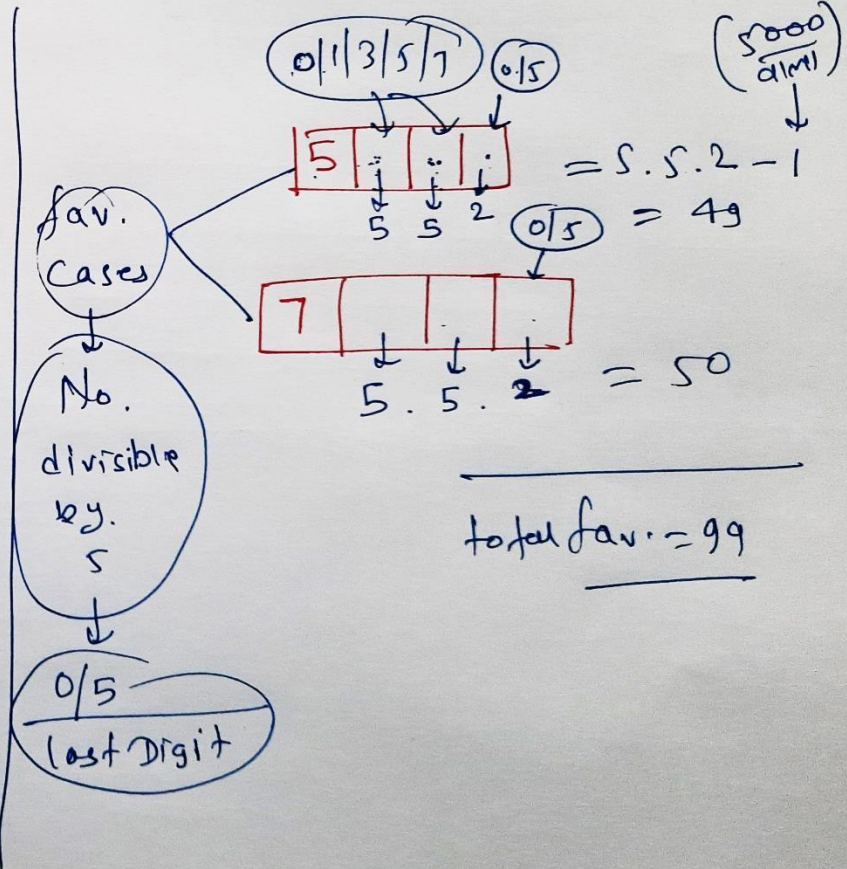 0/1/3/5/7
0/5
(5000
वाला)
5
= 5.5.2 - 1
5 5 2
= 49
fav.
Cases
0/5
7
5 . 5 . 2 = 50
No.
divisible
by.
5
total fav. = 99
0/5
last Digit